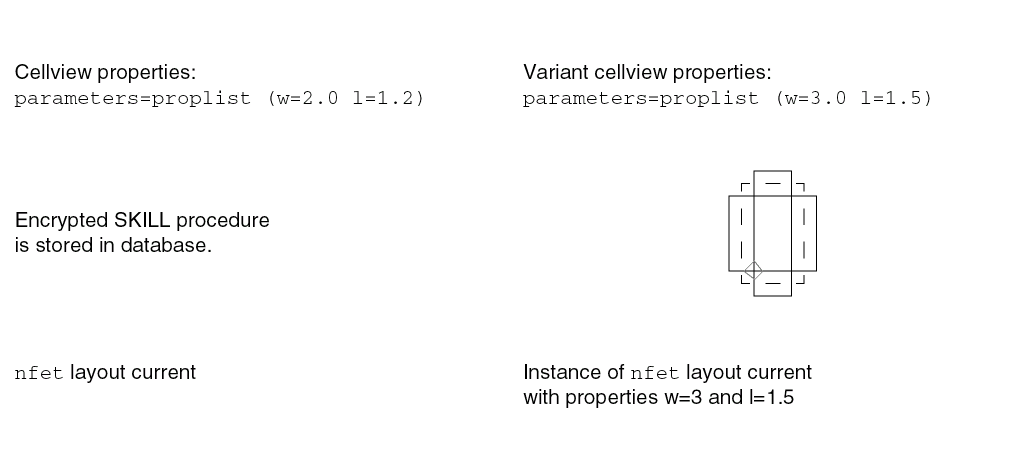 Cellview properties:
parameters=proplist (w=2.0 l=1.2)
Encrypted SKILL procedure
is stored in database.
nfet layout current
Variant cellview properties:
parameters=proplist (w=3.0 l=1.5)
Instance of nfet layout current
with properties w=3 and l=1.5